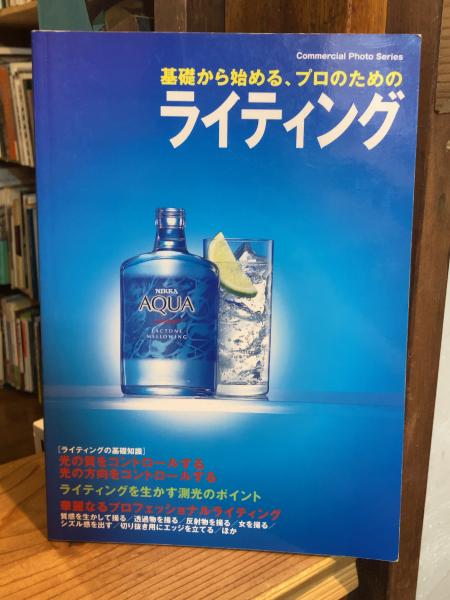 Commercial Photo Series
基礎から始める、プロのための
ライティング
NIKKA
AQUA
LACTONE
MELLOWING
[ライティングの基礎知識]
光の質をコントロールする
光の方向をコントロールする
ライティングを生かす測光のポイント
華麗なるプロフェッショナルライティング
質感を生かして撮る/透過物を撮る/反射物を撮る/女を撮る/
シズル感を出す/切り抜き用にエッジを立てる/ほか